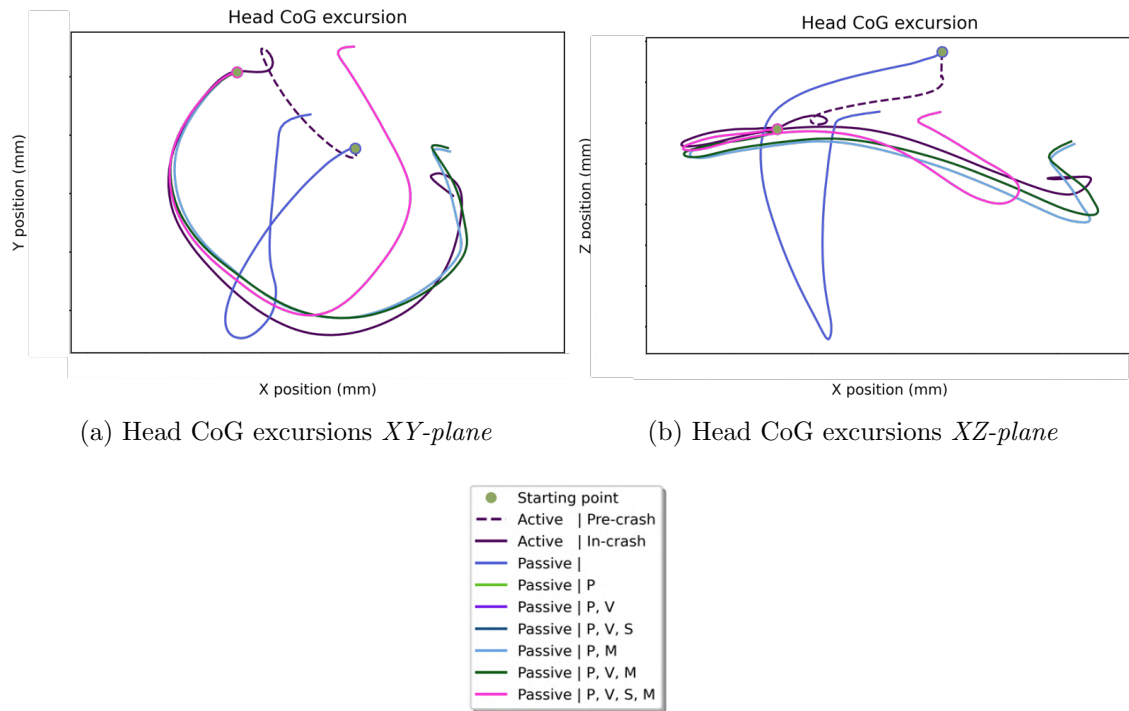 Head CoG excursion
Y position (mm)
X position (mm)
(a) Head CoG excursions XY-plane
Head CoG excursion
Z position (mm)
X position (mm)
(b) Head CoG excursions XZ-plane
Starting point
Active | Pre-crash
Active | In-crash
Passive |
Passive | P
Passive | P, V
Passive | P, V, S
Passive | P, M
Passive | P, V, M
Passive | P, V, S, M